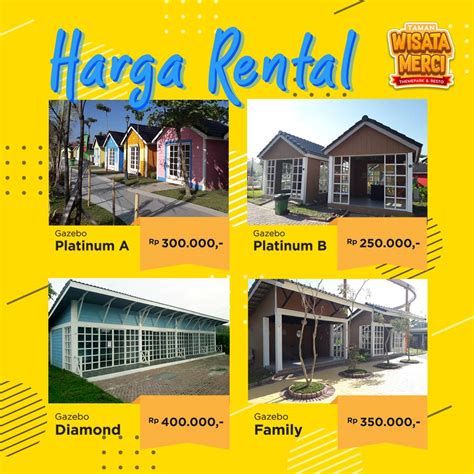 Harga Rental
TAMAN
WISATA
MERCI
THEMEPARK & RESTO
Gazebo
Platinum A
Rp 300.000,-
Gazebo
Platinum B
Rp 250.000,-
Gazebo
Diamond
Rp 400.000,-
Gazebo
Family
Rp 350.000,-